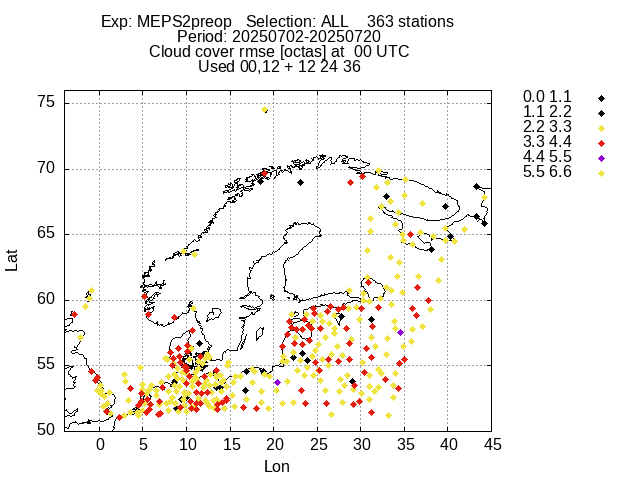 Exp: MEPS2preop   Selection: ALL    363 stations
Period: 20250702-20250720
Cloud cover rmse [octas] at  00 UTC
Used 00,12 + 12 24 36
0.0 1.1
1.1 2.2
2.2 3.3
3.3 4.4
4.4 5.5
5.5 6.6
75
70
65
60
55
50
Lat
0 5 10 15 20 25 30 35 40 45
Lon